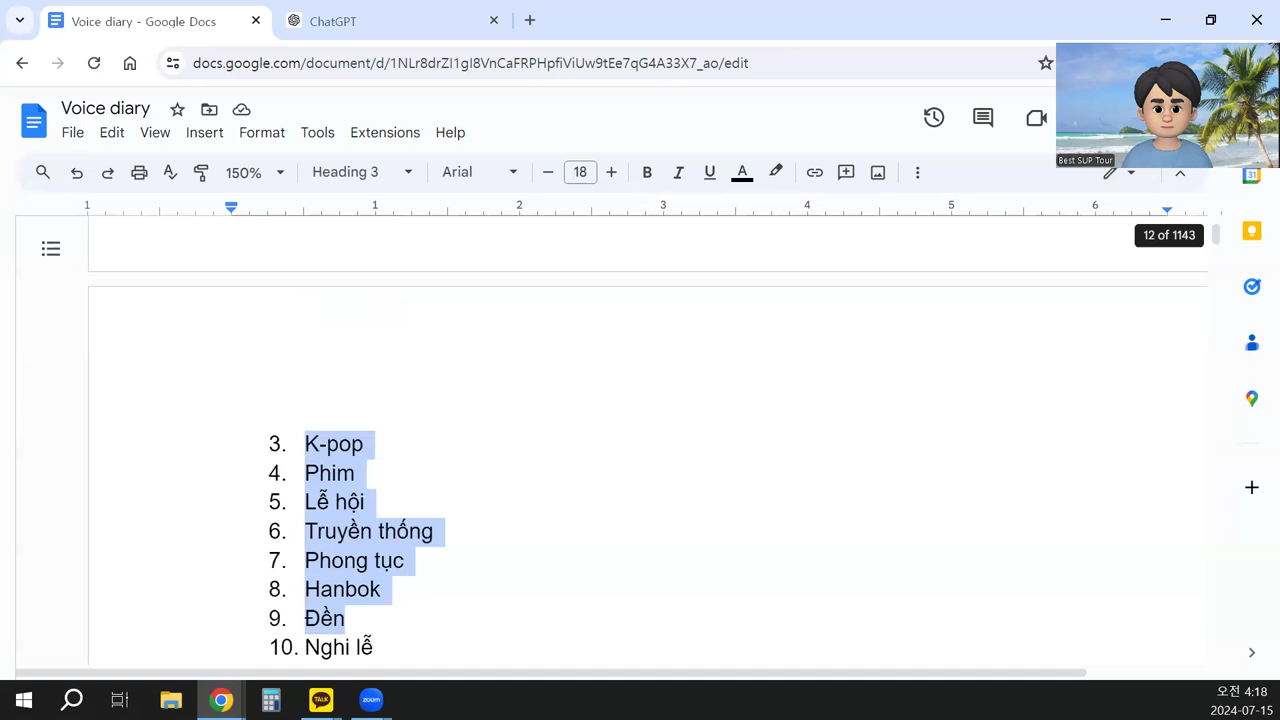 Voice diary - Google Docs
ChatGPT
docs.google.com/document/d/1NLr8drZI1gI8VnCaFRPHpfiViUw9tEe7qG4A33X7_ao/edit
Voice diary
File Edit View Insert Format Tools Extensions Help
Best SUP Tour
150% Heading 3 Arial 18 B I U A
31
1 1 2 3 4 5 6
12 of 1143
3. K-pop
4. Phim
5. Lễ hội
6. Truyền thống
7. Phong tục
8. Hanbok
9. Đền
10. Nghi lễ
TALK
zoom
오전 4:18
2024-07-15